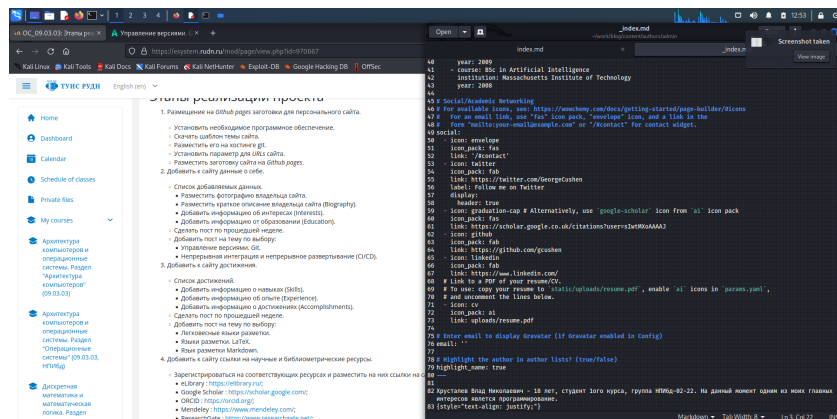 1 2 3 4
12:53
ОС_09.03.03: Этапы реа
Управление версиями. G
https://esystem.rudn.ru/mod/page/view.php?id=970667
Kali Linux Kali Tools Kali Docs Kali Forums Kali NetHunter Exploit-DB Google Hacking DB OffSec
ТУИС РУДН English (en)
Home
Dashboard
Calendar
Schedule of classes
Private files
My courses
Архитектура
компьютеров и
операционные
системы. Раздел
"Архитектура
компьютеров"
(09.03.03)
Архитектура
компьютеров и
операционные
системы. Раздел
"Операционные
системы" (09.03.03,
НПИбд)
Дискретная
математика и
математическая
логика. Раздел
Этапы реализации проекта
1. Размещение на Github pages заготовки для персонального сайта.
Установить необходимое программное обеспечение.
Скачать шаблон темы сайта.
Разместить его на хостинге git.
Установить параметр для URLs сайта.
Разместить заготовку сайта на Github pages.
2. Добавить к сайту данные о себе.
Список добавляемых данных.
Разместить фотографию владельца сайта.
Разместить краткое описание владельца сайта (Biography).
Добавить информацию об интересах (Interests).
Добавить информацию от образовании (Education).
Сделать пост по прошедшей неделе.
Добавить пост на тему по выбору:
Управление версиями. Git.
Непрерывная интеграция и непрерывное развертывание (CI/CD).
3. Добавить к сайту достижения.
Список достижений.
Добавить информацию о навыках (Skills).
Добавить информацию об опыте (Experience).
Добавить информацию о достижениях (Accomplishments).
Сделать пост по прошедшей неделе.
Добавить пост на тему по выбору:
Легковесные языки разметки.
Языки разметки. LaTeX.
Язык разметки Markdown.
4. Добавить к сайту ссылки на научные и библиометрические ресурсы.
Зарегистрироваться на соответствующих ресурсах и разместить на них ссылки на с
eLibrary : https://elibrary.ru/;
Google Scholar : https://scholar.google.com/;
ORCID : https://orcid.org/;
Mendeley : https://www.mendeley.com/;
ResearchGate : https://www.researchgate.net/;
Open
_index.md
~/work/blog/content/authors/admin
index.md
_index.m
Screenshot taken
View image
40 year: 2009
41 - course: BSc in Artificial Intelligence
42 institution: Massachusetts Institute of Technology
43 year: 2008
44
45 # Social/Academic Networking
46 # For available icons, see: https://wowchemy.com/docs/getting-started/page-builder/#icons
47 # For an email link, use "fas" icon pack, "envelope" icon, and a link in the
48 # form "mailto:your-email@example.com" or "/#contact" for contact widget.
49 social:
50 - icon: envelope
51 icon_pack: fas
52 link: '/#contact'
53 - icon: twitter
54 icon_pack: fab
55 link: https://twitter.com/GeorgeCushen
56 label: Follow me on Twitter
57 display:
58 header: true
59 - icon: graduation-cap # Alternatively, use `google-scholar` icon from `ai` icon pack
60 icon_pack: fas
61 link: https://scholar.google.co.uk/citations?user=sIwtMXoAAAAJ
62 - icon: github
63 icon_pack: fab
64 link: https://github.com/gcushen
65 - icon: linkedin
66 icon_pack: fab
67 link: https://www.linkedin.com/
68 # Link to a PDF of your resume/CV.
69 # To use: copy your resume to `static/uploads/resume.pdf`, enable `ai` icons in `params.yaml`,
70 # and uncomment the lines below.
71 - icon: cv
72 icon_pack: ai
73 link: uploads/resume.pdf
74
75 # Enter email to display Gravatar (if Gravatar enabled in Config)
76 email: ''
77
78 # Highlight the author in author lists? (true/false)
79 highlight_name: true
80 ---
81
82 Хрусталев Влад Николаевич - 18 лет, студент 1ого курса, группа НПИбд-02-22. На данный момент одним из моих главных
интересов явлется программирование.
83 {style="text-align: justify;"}
Markdown Tab Width: 8 Ln 3, Col 22 IN